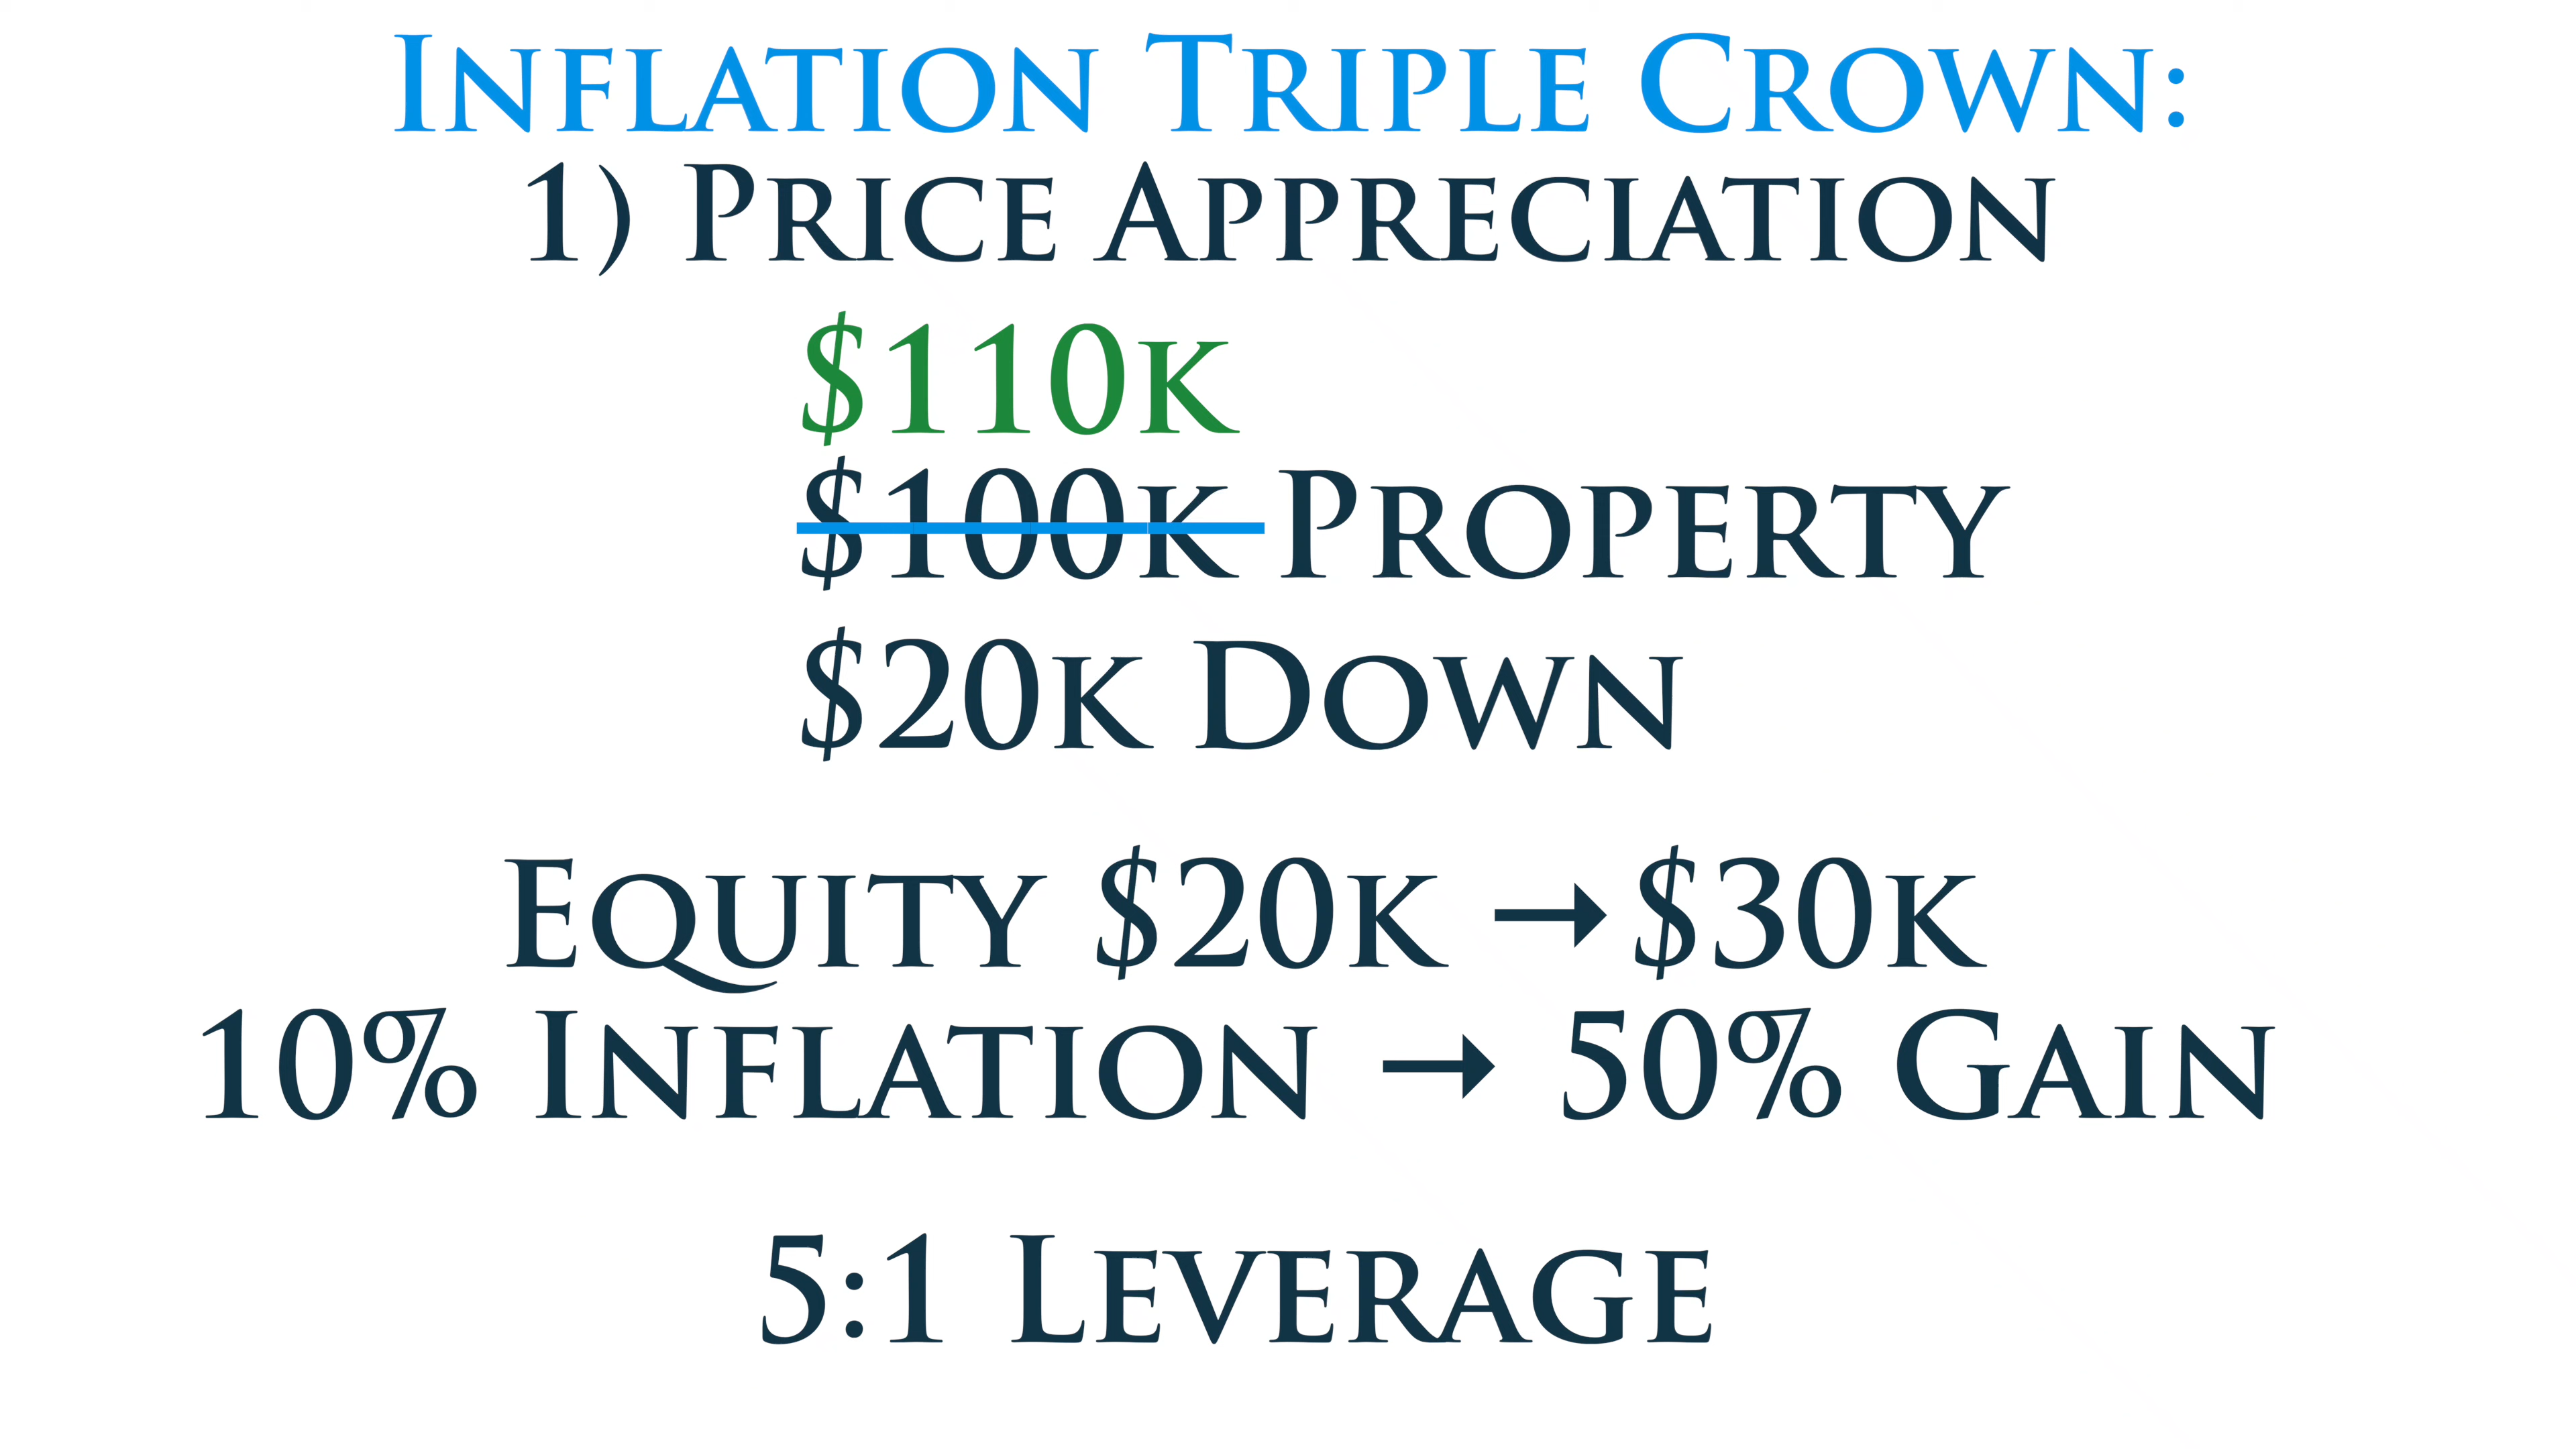 Inflation Triple Crown:
1) Price Appreciation
$110k
$100k Property
$20k Down
Equity $20k → $30k
10% Inflation → 50% Gain
5:1 Leverage